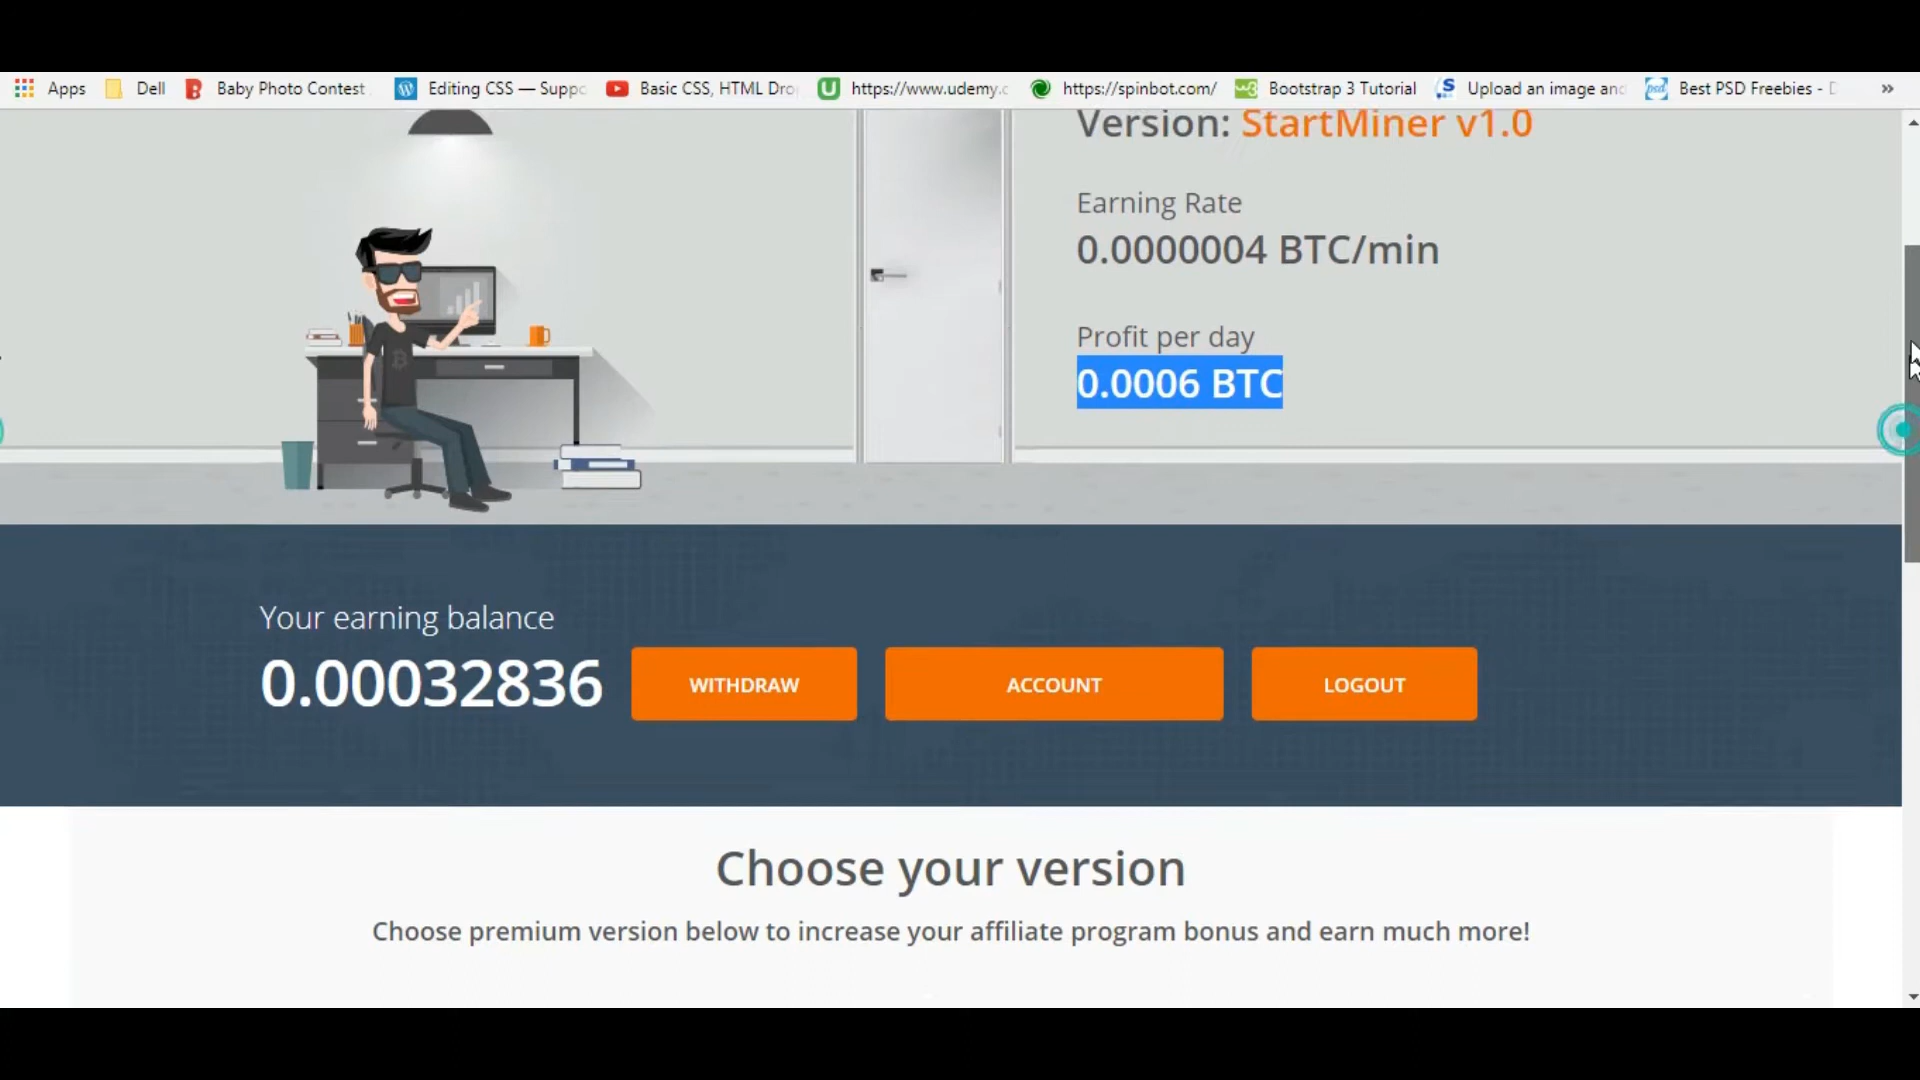 Apps Dell Baby Photo Contest Editing CSS — Suppo Basic CSS, HTML Dro https://www.udemy.c https://spinbot.com/ Bootstrap 3 Tutorial Upload an image and Best PSD Freebies - D »
Version: StartMiner v1.0
Earning Rate
0.0000004 BTC/min
Profit per day
0.0006 BTC
Your earning balance
0.00032836 WITHDRAW ACCOUNT LOGOUT
Choose your version
Choose premium version below to increase your affiliate program bonus and earn much more!